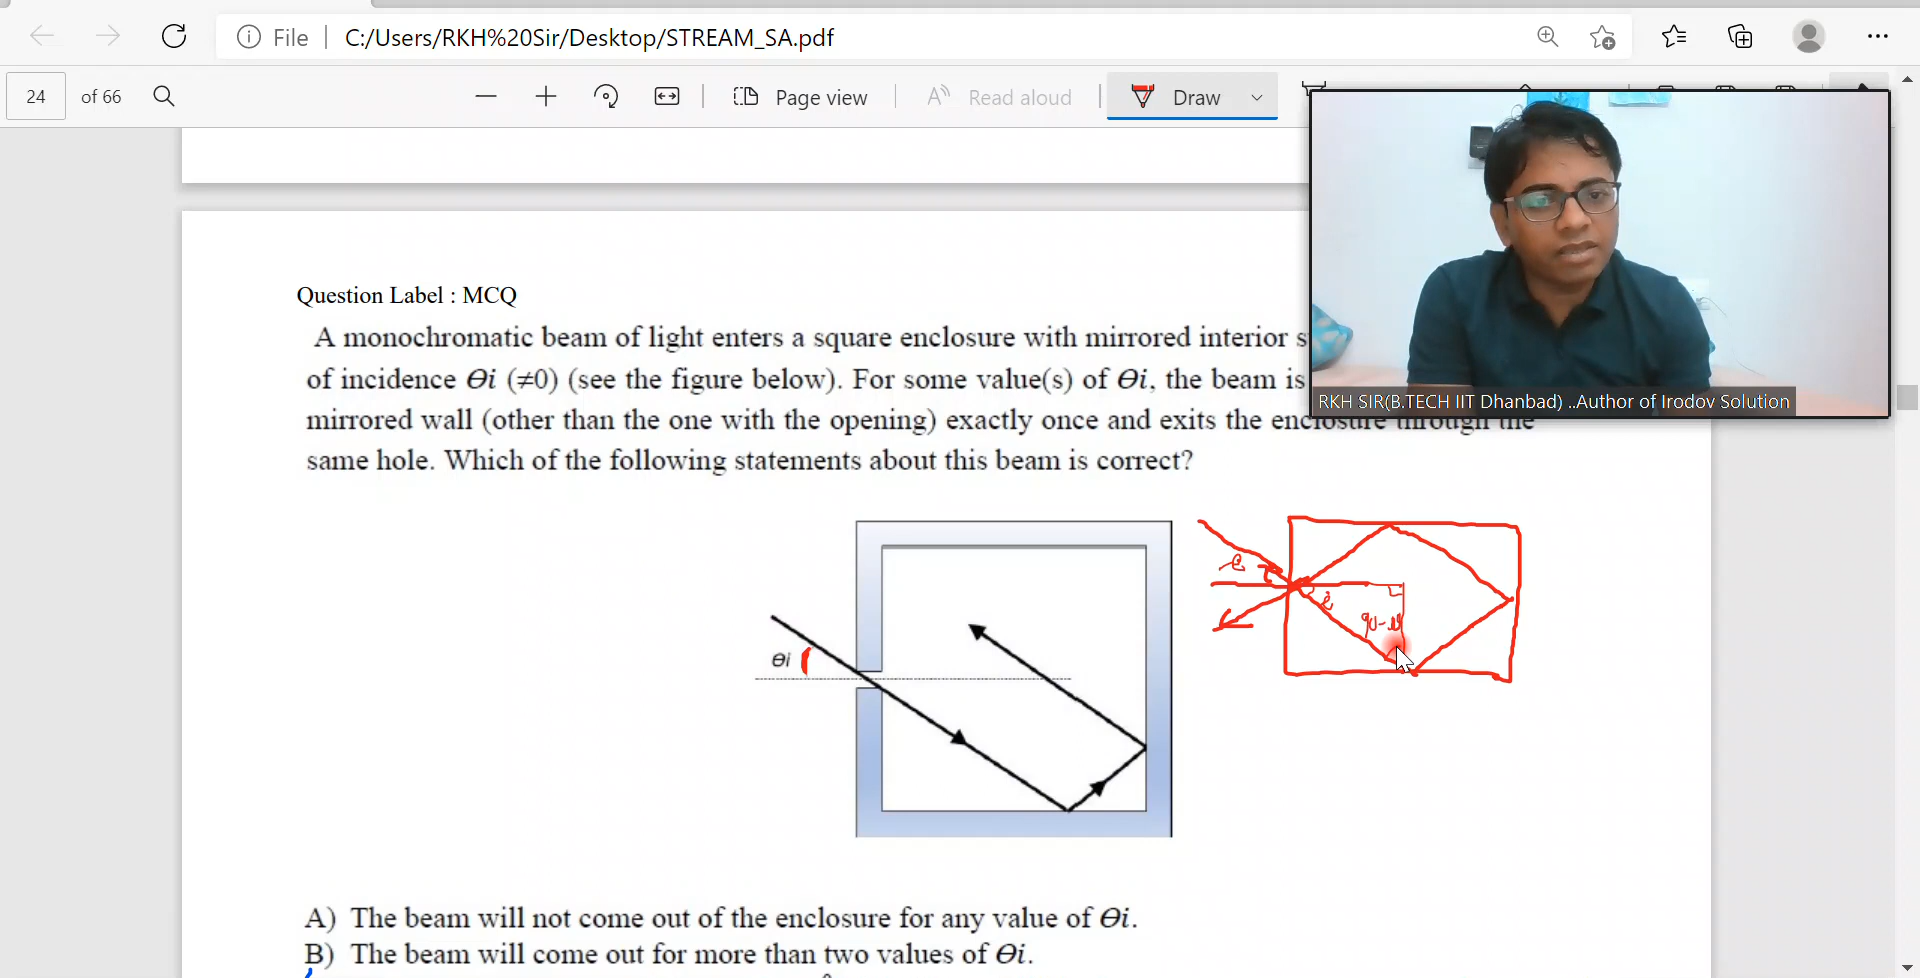 File
C:/Users/RKH%20Sir/Desktop/STREAM_SA.pdf
24 of 66
Page view
Read aloud
Draw
RKH SIR(B.TECH IIT Dhanbad) ..Author of Irodov Solution
Question Label : MCQ
A monochromatic beam of light enters a square enclosure with mirrored interior s
of incidence ϴi (≠0) (see the figure below). For some value(s) of ϴi, the beam is
mirrored wall (other than the one with the opening) exactly once and exits the enclosure through the
same hole. Which of the following statements about this beam is correct?
ϴi
A) The beam will not come out of the enclosure for any value of ϴi.
B) The beam will come out for more than two values of ϴi.